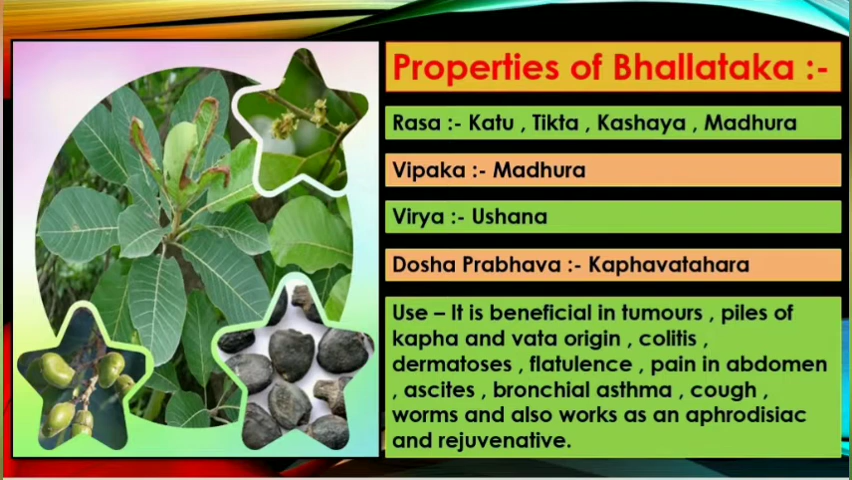 Properties of Bhallataka :-
Rasa :- Katu , Tikta , Kashaya , Madhura
Vipaka :- Madhura
Virya :- Ushana
Dosha Prabhava :- Kaphavatahara
Use – It is beneficial in tumours , piles of
kapha and vata origin , colitis ,
dermatoses , flatulence , pain in abdomen
, ascites , bronchial asthma , cough ,
worms and also works as an aphrodisiac
and rejuvenative.